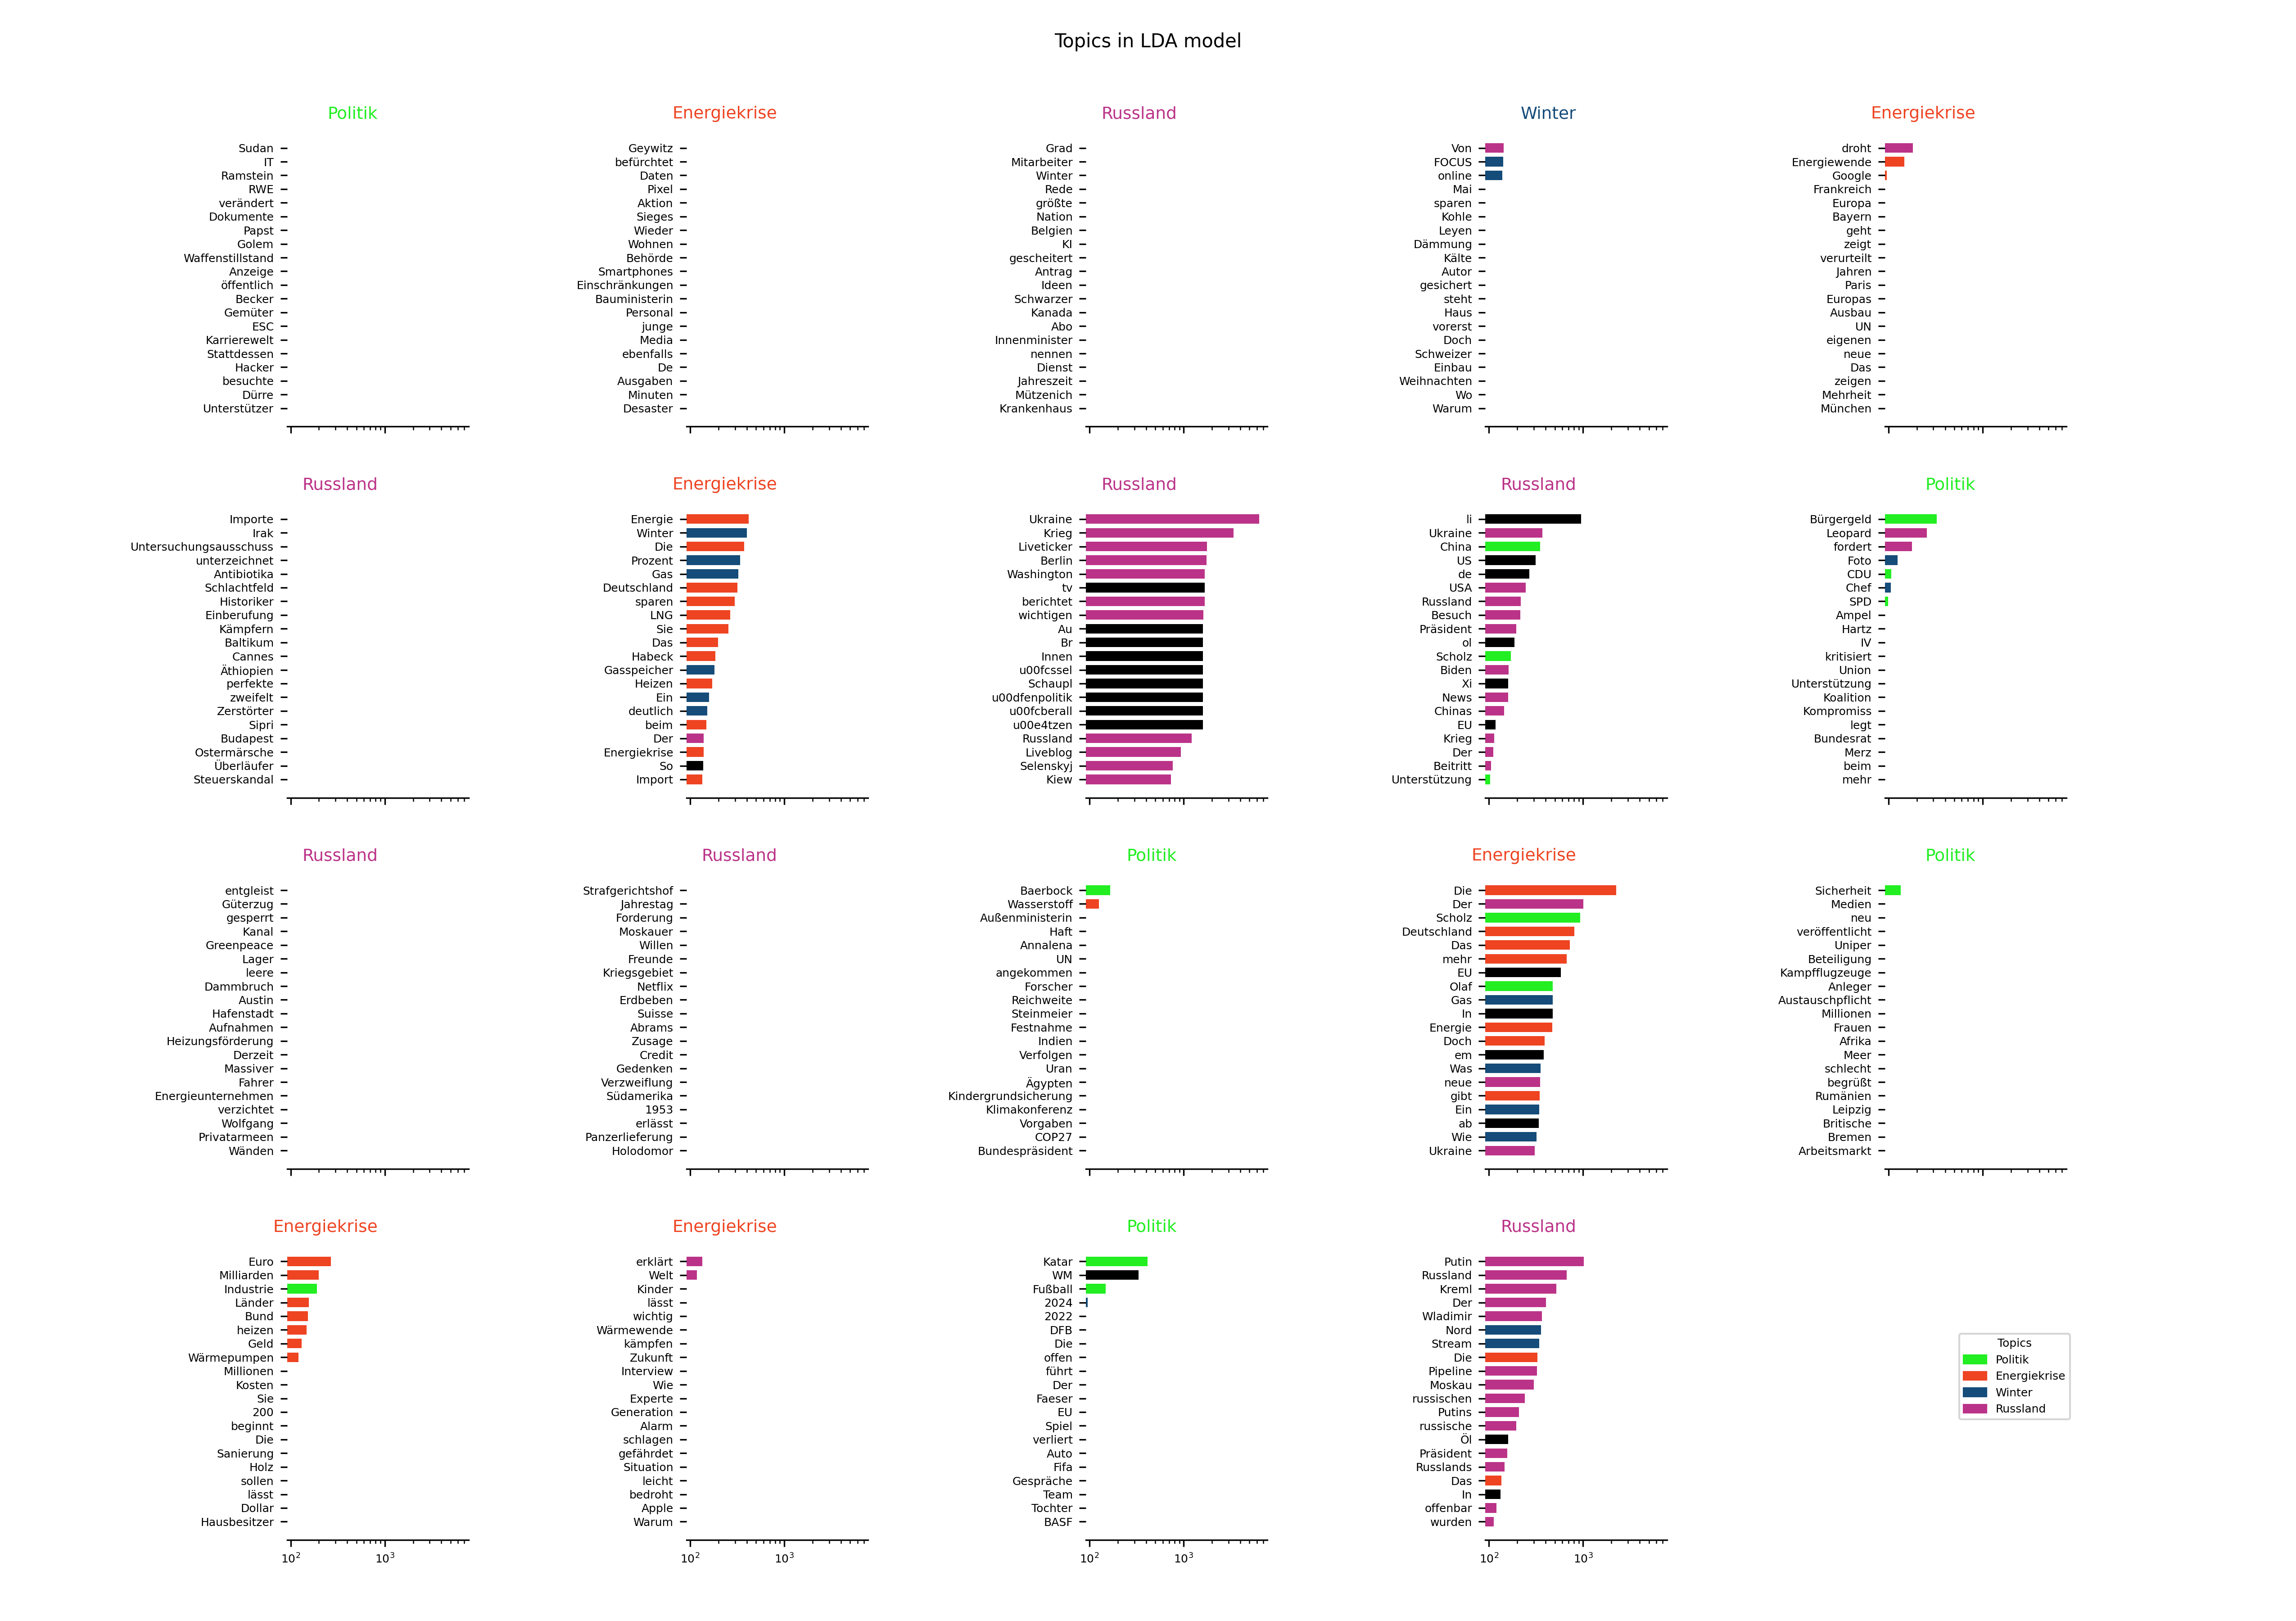 Topics in LDA model
Politik
Sudan
IT
Ramstein
RWE
verändert
Dokumente
Papst
Golem
Waffenstillstand
Anzeige
öffentlich
Becker
Gemüter
ESC
Karrierewelt
Stattdessen
Hacker
besuchte
Dürre
Unterstützer
Energiekrise
Geywitz
befürchtet
Daten
Pixel
Aktion
Sieges
Wieder
Wohnen
Behörde
Smartphones
Einschränkungen
Bauministerin
Personal
junge
Media
ebenfalls
De
Ausgaben
Minuten
Desaster
Russland
Grad
Mitarbeiter
Winter
Rede
größte
Nation
Belgien
KI
gescheitert
Antrag
Ideen
Schwarzer
Kanada
Abo
Innenminister
nennen
Dienst
Jahreszeit
Mützenich
Krankenhaus
Winter
Von
FOCUS
online
Mai
sparen
Kohle
Leyen
Dämmung
Kälte
Autor
gesichert
steht
Haus
vorerst
Doch
Schweizer
Einbau
Weihnachten
Wo
Warum
Energiekrise
droht
Energiewende
Google
Frankreich
Europa
Bayern
geht
zeigt
verurteilt
Jahren
Paris
Europas
Ausbau
UN
eigenen
neue
Das
zeigen
Mehrheit
München
Russland
Importe
Irak
Untersuchungsausschuss
unterzeichnet
Antibiotika
Schlachtfeld
Historiker
Einberufung
Kämpfern
Baltikum
Cannes
Äthiopien
perfekte
zweifelt
Zerstörter
Sipri
Budapest
Ostermärsche
Überläufer
Steuerskandal
Energiekrise
Energie
Winter
Die
Prozent
Gas
Deutschland
sparen
LNG
Sie
Das
Habeck
Gasspeicher
Heizen
Ein
deutlich
beim
Der
Energiekrise
So
Import
Russland
Ukraine
Krieg
Liveticker
Berlin
Washington
tv
berichtet
wichtigen
Au
Br
Innen
u00fcssel
Schaupl
u00dfenpolitik
u00fcberall
u00e4tzen
Russland
Liveblog
Selenskyj
Kiew
Russland
li
Ukraine
China
US
de
USA
Russland
Besuch
Präsident
ol
Scholz
Biden
Xi
News
Chinas
EU
Krieg
Der
Beitritt
Unterstützung
Politik
Bürgergeld
Leopard
fordert
Foto
CDU
Chef
SPD
Ampel
Hartz
IV
kritisiert
Union
Unterstützung
Koalition
Kompromiss
legt
Bundesrat
Merz
beim
mehr
Russland
entgleist
Güterzug
gesperrt
Kanal
Greenpeace
Lager
leere
Dammbruch
Austin
Hafenstadt
Aufnahmen
Heizungsförderung
Derzeit
Massiver
Fahrer
Energieunternehmen
verzichtet
Wolfgang
Privatarmeen
Wänden
Russland
Strafgerichtshof
Jahrestag
Forderung
Moskauer
Willen
Freunde
Kriegsgebiet
Netflix
Erdbeben
Suisse
Abrams
Zusage
Credit
Gedenken
Verzweiflung
Südamerika
1953
erlässt
Panzerlieferung
Holodomor
Politik
Baerbock
Wasserstoff
Außenministerin
Haft
Annalena
UN
angekommen
Forscher
Reichweite
Steinmeier
Festnahme
Indien
Verfolgen
Uran
Ägypten
Kindergrundsicherung
Klimakonferenz
Vorgaben
COP27
Bundespräsident
Energiekrise
Die
Der
Scholz
Deutschland
Das
mehr
EU
Olaf
Gas
In
Energie
Doch
em
Was
neue
gibt
Ein
ab
Wie
Ukraine
Politik
Sicherheit
Medien
neu
veröffentlicht
Uniper
Beteiligung
Kampfflugzeuge
Anleger
Austauschpflicht
Millionen
Frauen
Afrika
Meer
schlecht
begrüßt
Rumänien
Leipzig
Britische
Bremen
Arbeitsmarkt
Energiekrise
Euro
Milliarden
Industrie
Länder
Bund
heizen
Geld
Wärmepumpen
Millionen
Kosten
Sie
200
beginnt
Die
Sanierung
Holz
sollen
lässt
Dollar
Hausbesitzer
10² 10³
Energiekrise
erklärt
Welt
Kinder
lässt
wichtig
Wärmewende
kämpfen
Zukunft
Interview
Wie
Experte
Generation
Alarm
schlagen
gefährdet
Situation
leicht
bedroht
Apple
Warum
10² 10³
Politik
Katar
WM
Fußball
2024
2022
DFB
Die
offen
führt
Der
Faeser
EU
Spiel
verliert
Auto
Fifa
Gespräche
Team
Tochter
BASF
10² 10³
Russland
Putin
Russland
Kreml
Der
Wladimir
Nord
Stream
Die
Pipeline
Moskau
russischen
Putins
russische
Öl
Präsident
Russlands
Das
In
offenbar
wurden
10² 10³
Topics
Politik
Energiekrise
Winter
Russland